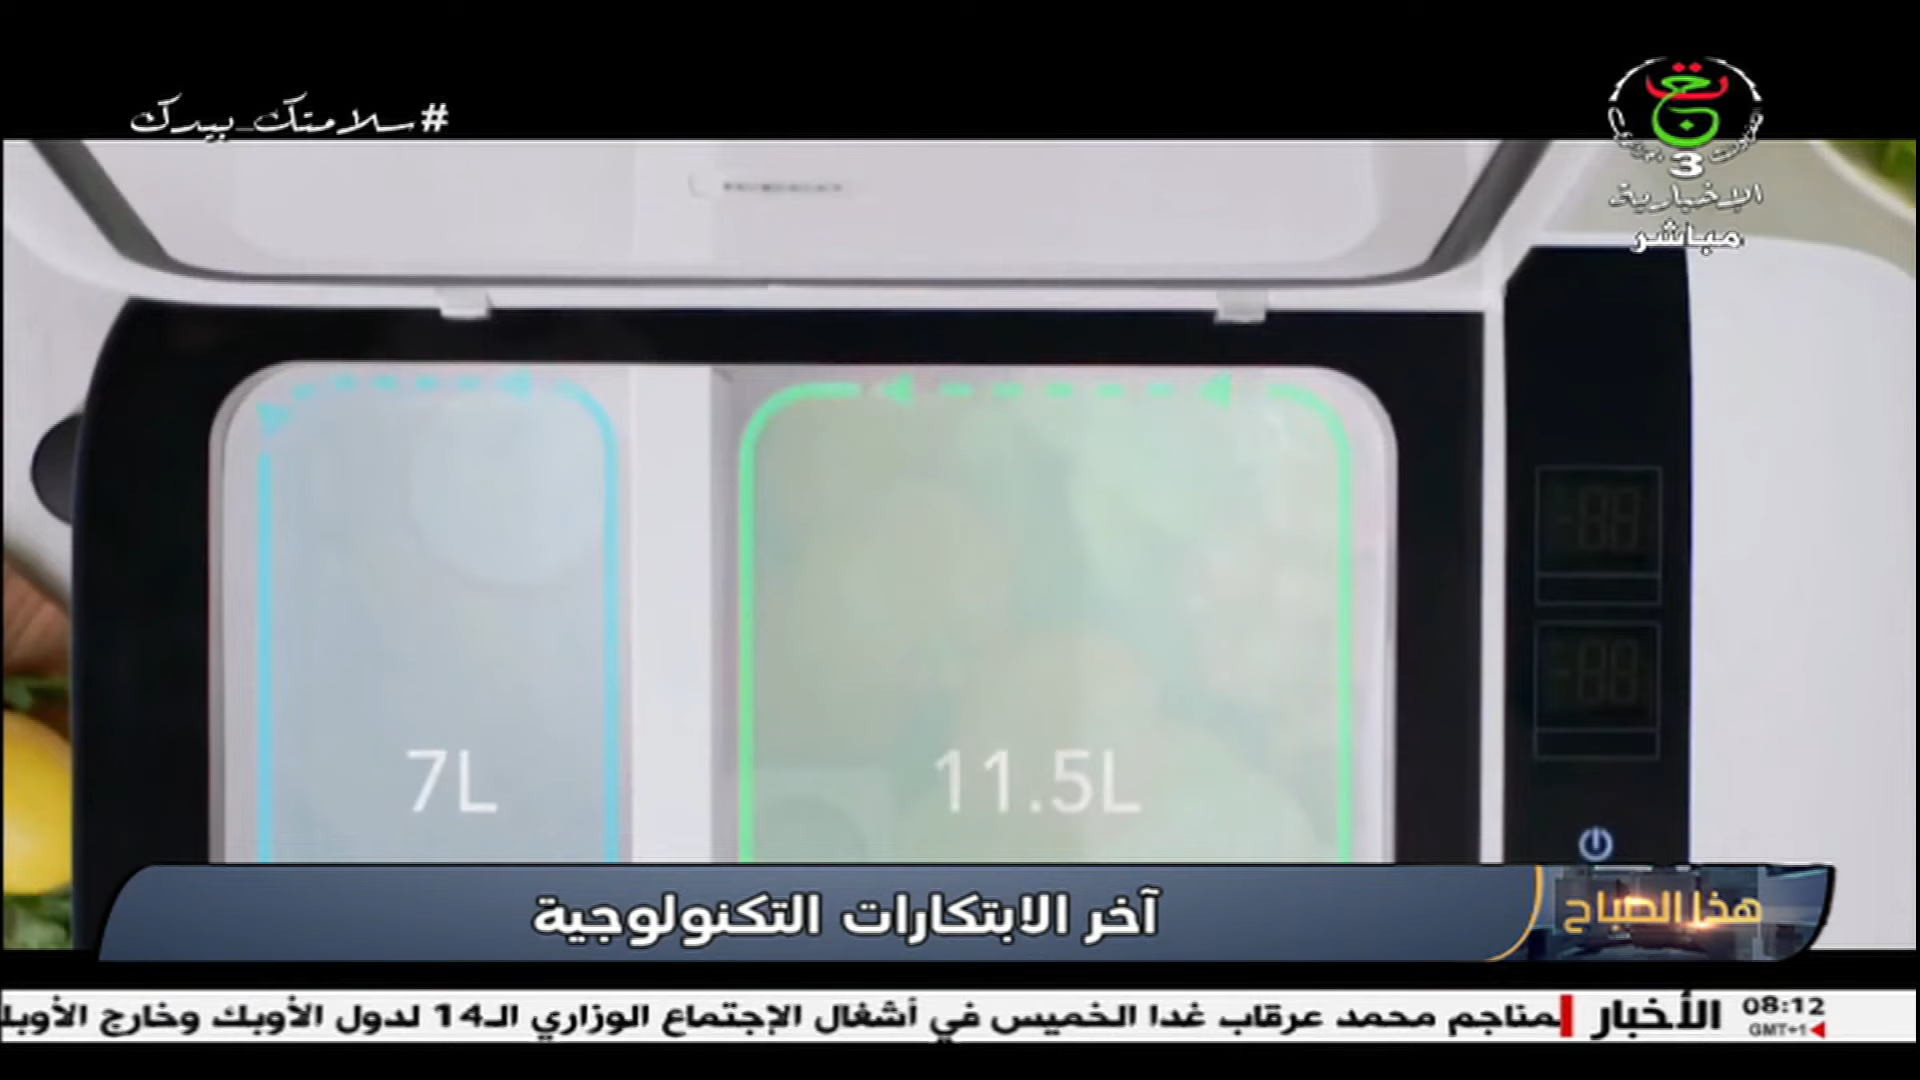 #سلامتك_بيدك
3
الإخبارية
مباشر
7L
11.5L
هذا الصباح
آخر الابتكارات التكنولوجية
08:12
GMT+1
الأخبار
لمناجم محمد عرقاب غدا الخميس في أشغال الإجتماع الوزاري الـ14 لدول الأوبك وخارج الأوبك